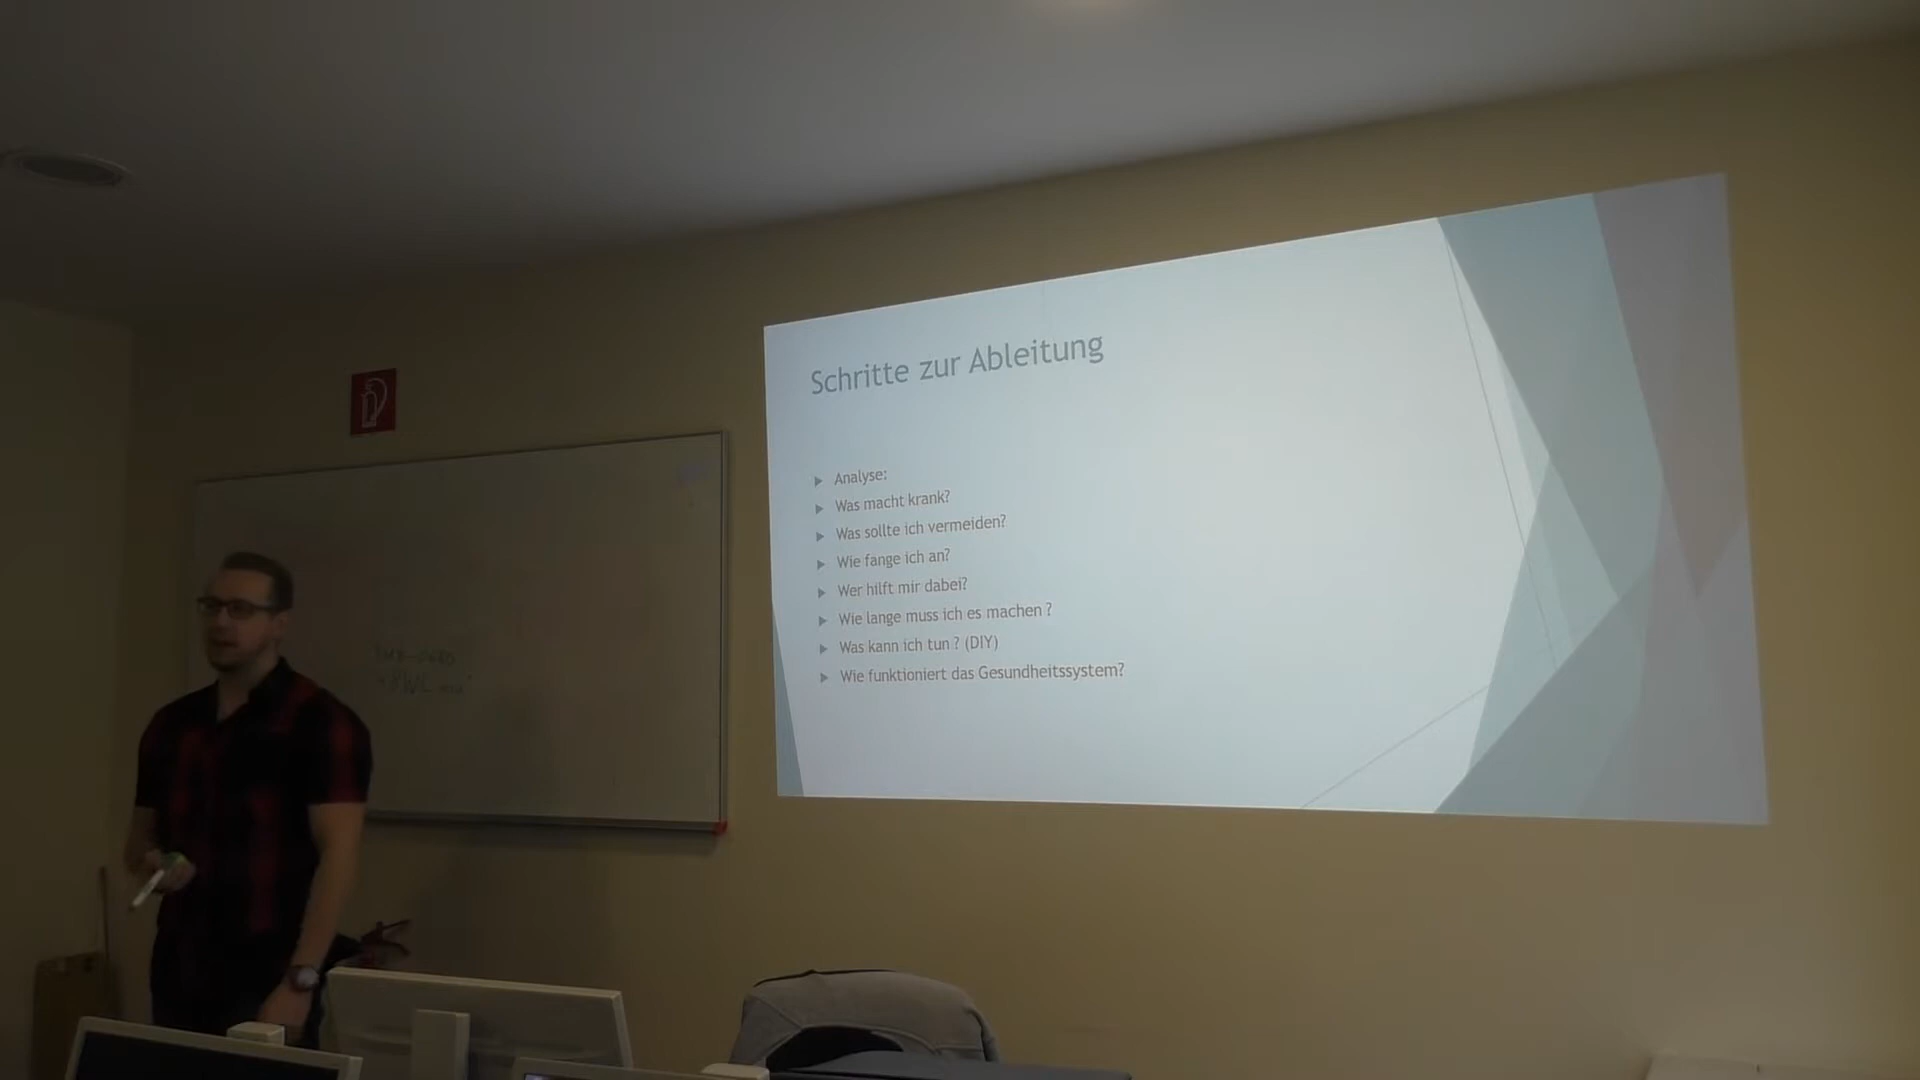 Schritte zur Ableitung
Analyse:
Was macht krank?
Was sollte ich vermeiden?
Wie fange ich an?
Wer hilft mir dabei?
Wie lange muss ich es machen ?
Was kann ich tun ? (DIY)
Wie funktioniert das Gesundheitssystem?